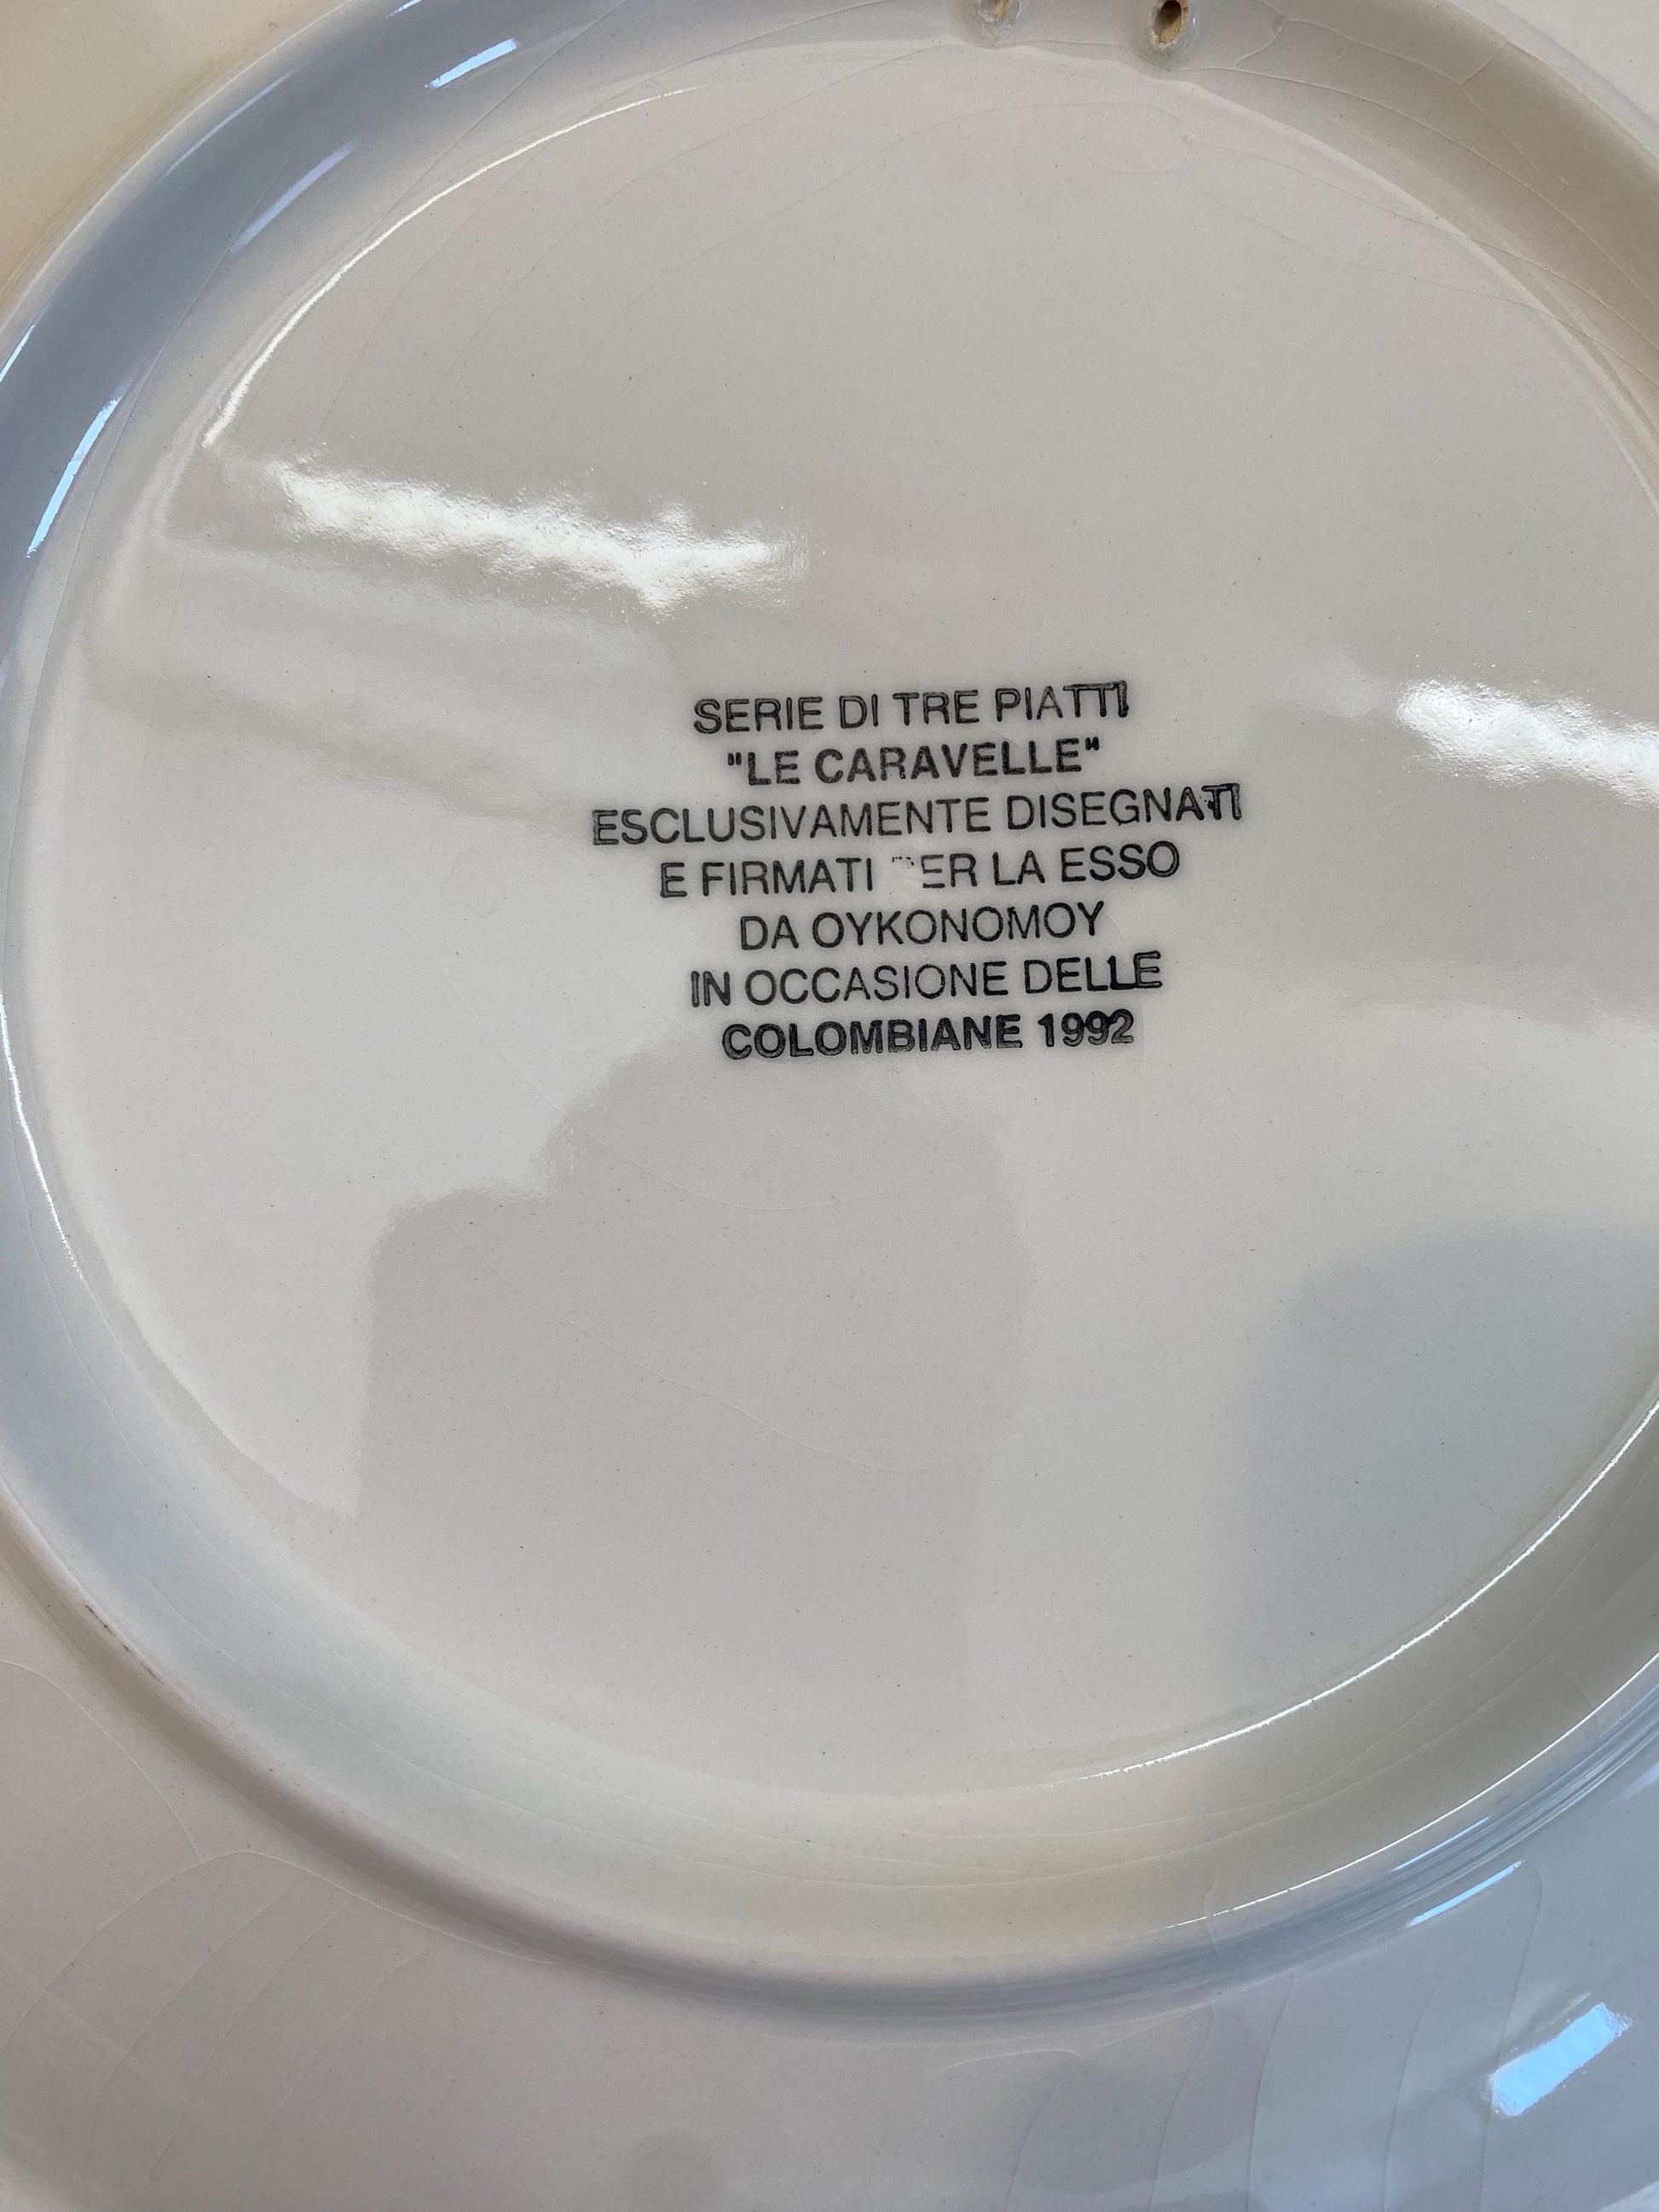 SERIE DI TRE PIATTI
"LE CARAVELLE"
ESCLUSIVAMENTE DISEGNATI
E FIRMATI PER LA ESSO
DA OYKONOMOY
IN OCCASIONE DELLE
COLOMBIANE 1992